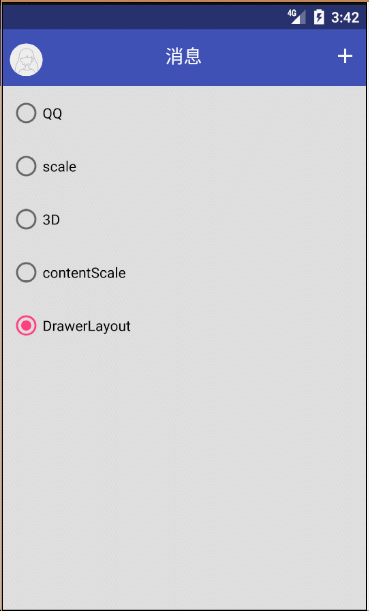 4G 3:42
消息 +
QQ
scale
3D
contentScale
DrawerLayout